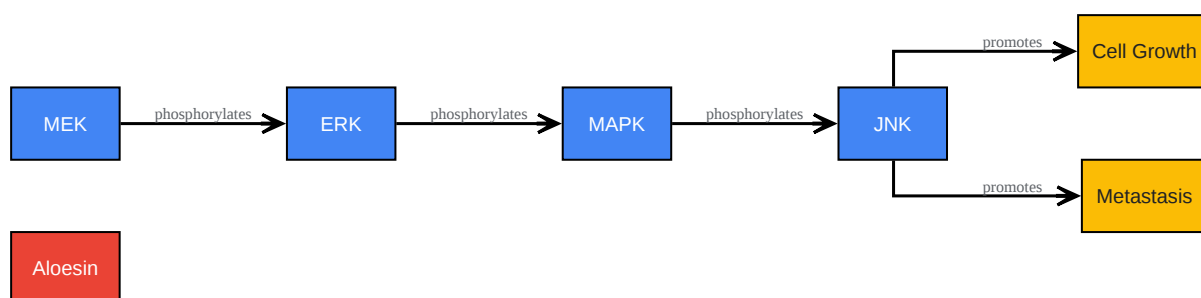 promotes
Cell Growth
MEK
phosphorylates
ERK
phosphorylates
MAPK
phosphorylates
JNK
promotes
Metastasis
Aloesin